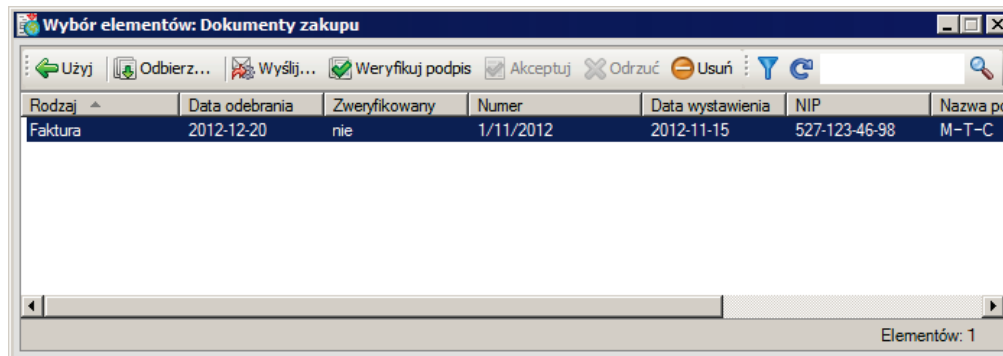 Wybór elementów: Dokumenty zakupu
Użyj Odbierz... Wyślij... Weryfikuj podpis Akceptuj Odrzuć Usuń
Rodzaj Data odebrania Zweryfikowany Numer Data wystawienia NIP Nazwa
Faktura 2012-12-20 nie 1/11/2012 2012-11-15 527-123-46-98 M-T-C
Elementów: 1